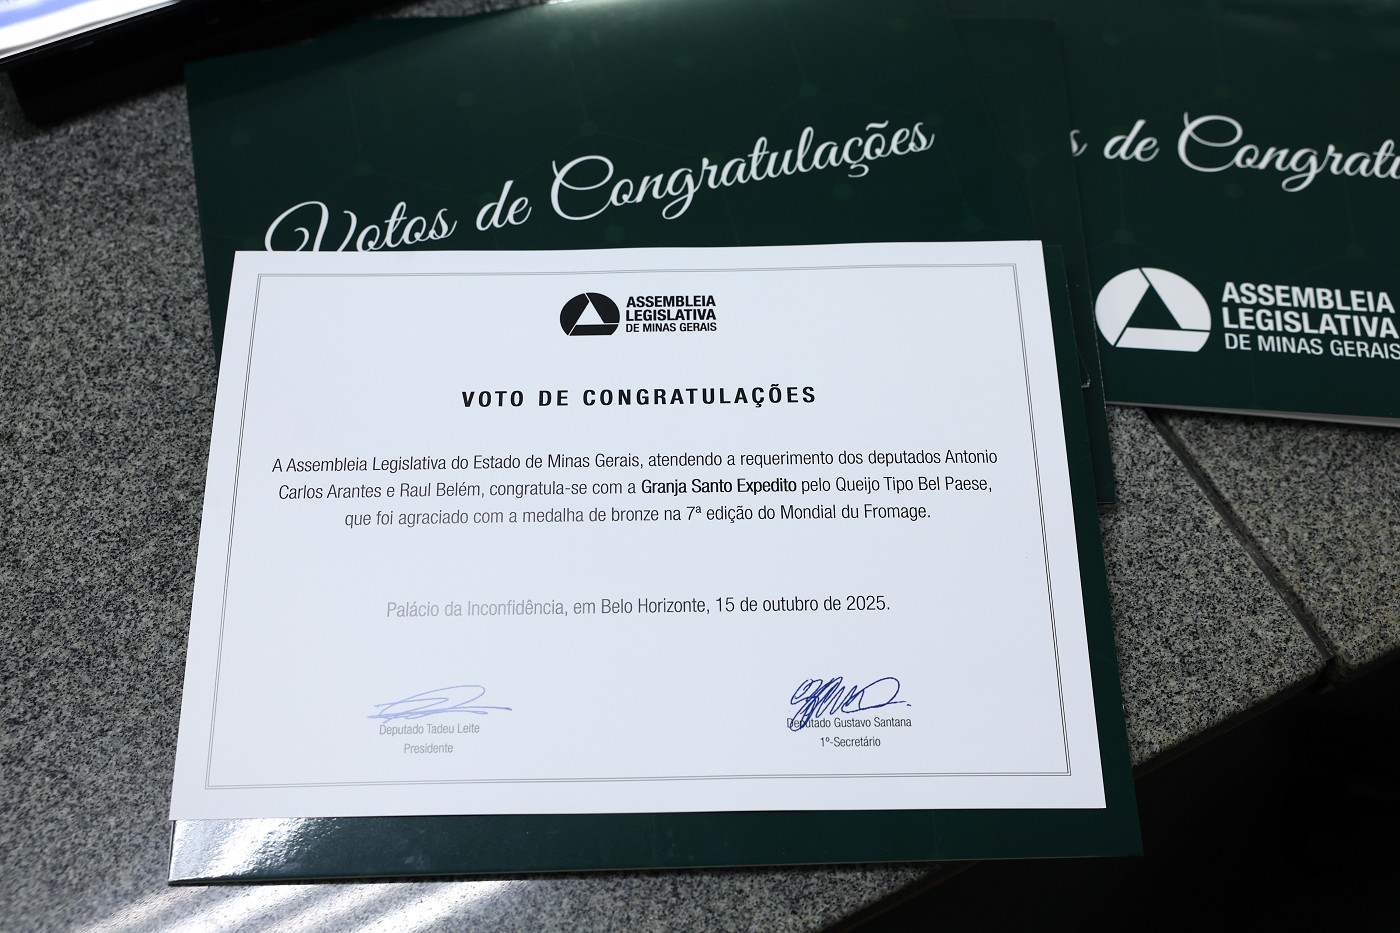 Votos de Congratulações
s de Congratu
ASSEMBLEIA
LEGISLATIVA
DE MINAS GERAIS
ASSEMBLEIA
LEGISLATIVA
DE MINAS GERAIS
VOTO DE CONGRATULAÇÕES
A Assembleia Legislativa do Estado de Minas Gerais, atendendo a requerimento dos deputados Antonio
Carlos Arantes e Raul Belém, congratula-se com a Granja Santo Expedito pelo Queijo Tipo Bel Paese,
que foi agraciado com a medalha de bronze na 7ª edição do Mondial du Fromage.
Palácio da Inconfidência, em Belo Horizonte, 15 de outubro de 2025.
Deputado Tadeu Leite
Presidente
Deputado Gustavo Santana
1º-Secretário